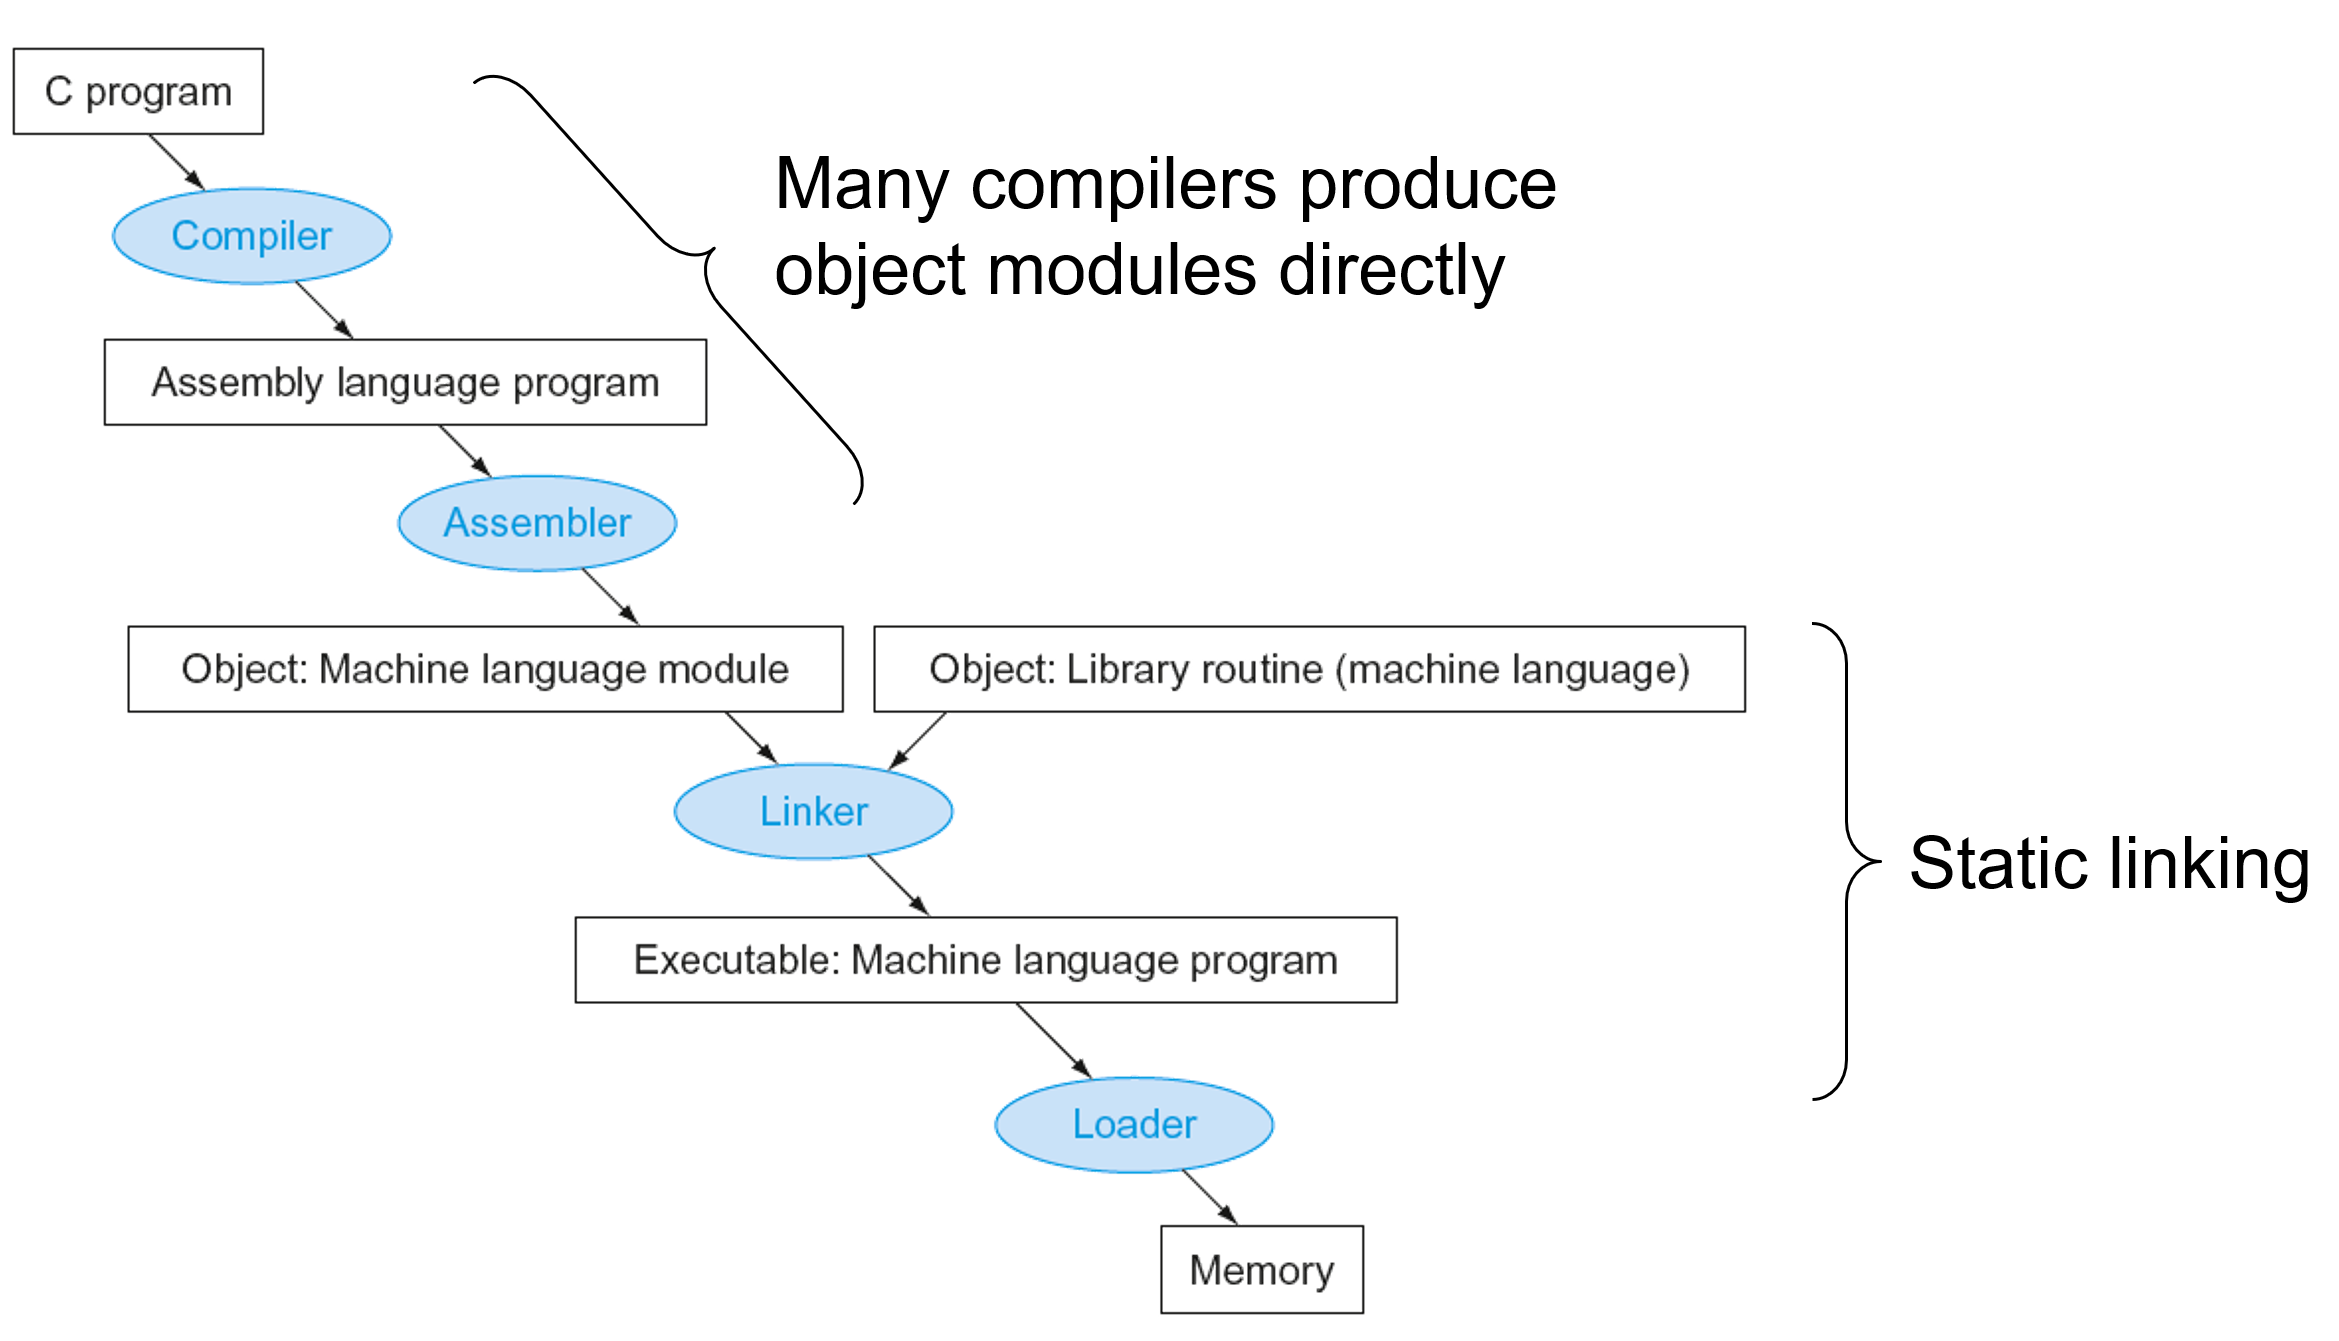 C program
Many compilers produce
object modules directly
Compiler
Assembly language program
Assembler
Object: Machine language module
Object: Library routine (machine language)
Linker
Static linking
Executable: Machine language program
Loader
Memory